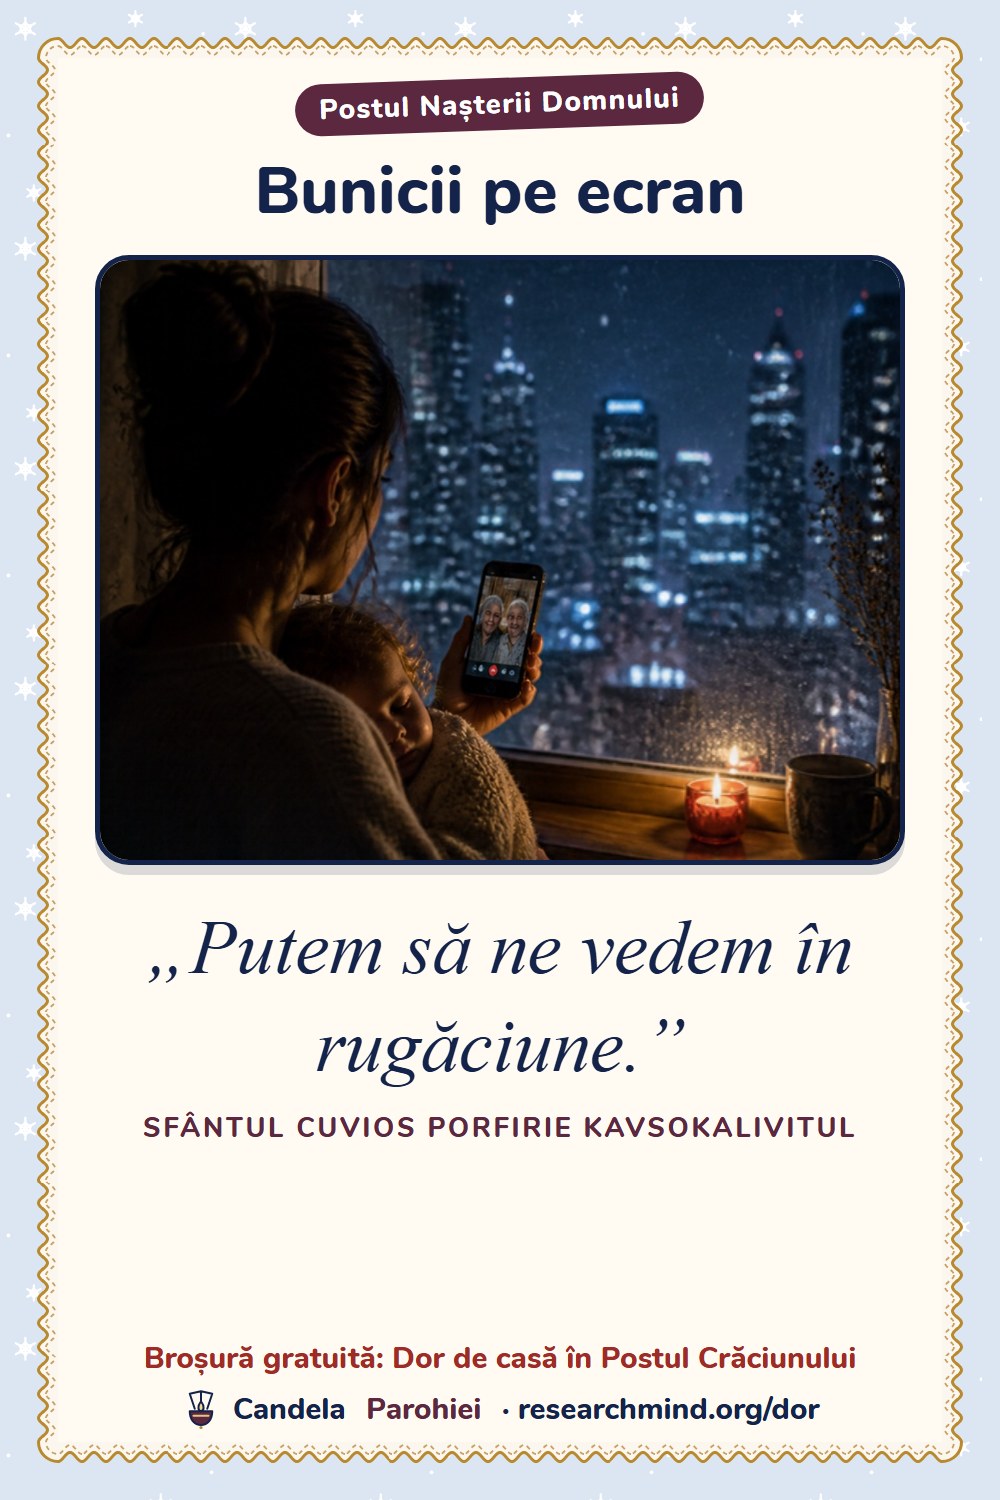 Postul Nașterii Domnului
Bunicii pe ecran
„Putem să ne vedem în
rugăciune.”
SFÂNTUL CUVIOS PORFIRIE KAVSOKALIVITUL
Broșură gratuită: Dor de casă în Postul Crăciunului
Candela Parohiei · researchmind.org/dor